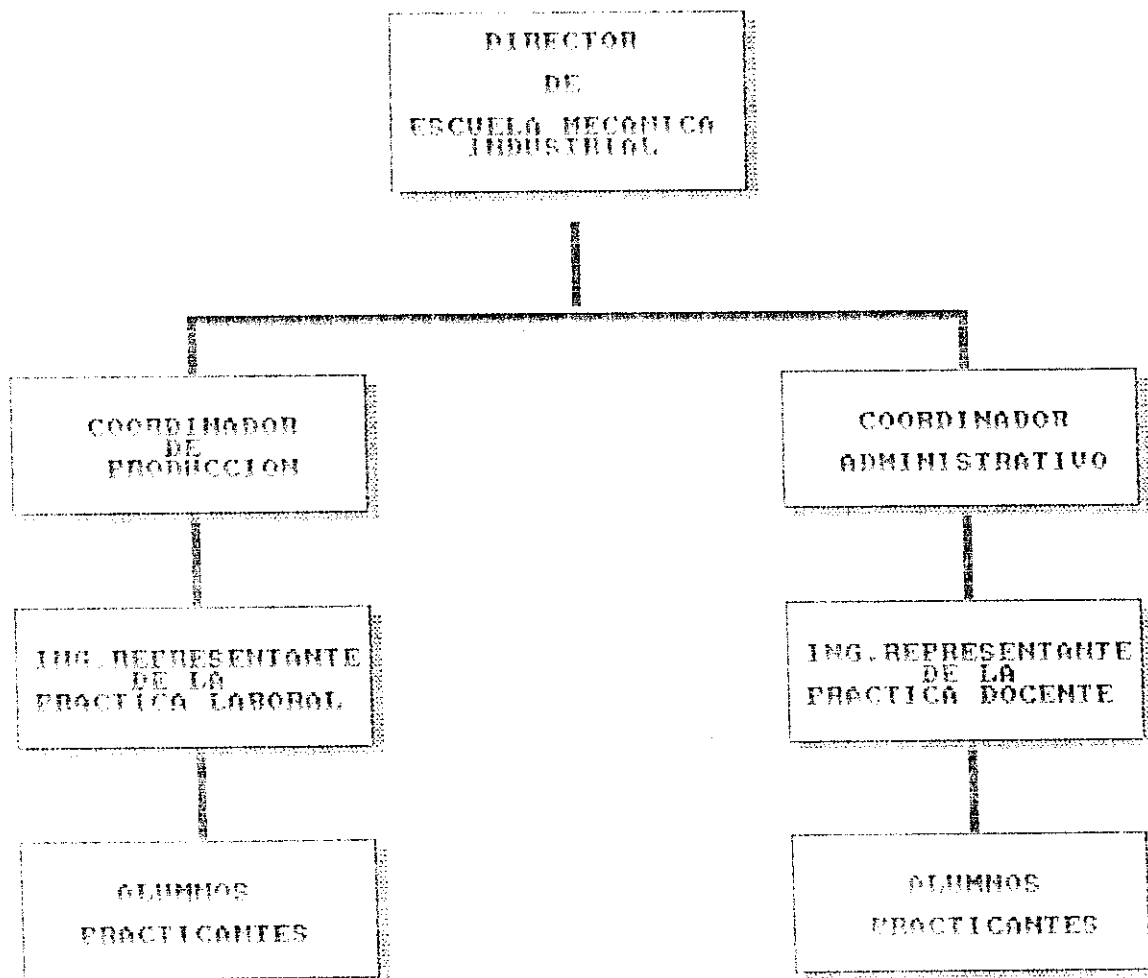 DIRECTOR
DE
ESCUELA MECANICA
INDUSTRIAL
COORDINADOR
DE
PRODUCCION
COORDINADOR
ADMINISTRATIVO
ING.REPRESENTANTE
DE LA
PRACTICA LABORAL
ING.REPRESENTANTE
DE LA
PRACTICA DOCENTE
ALUMNOS
PRACTICANTES
ALUMNOS
PRACTICANTES